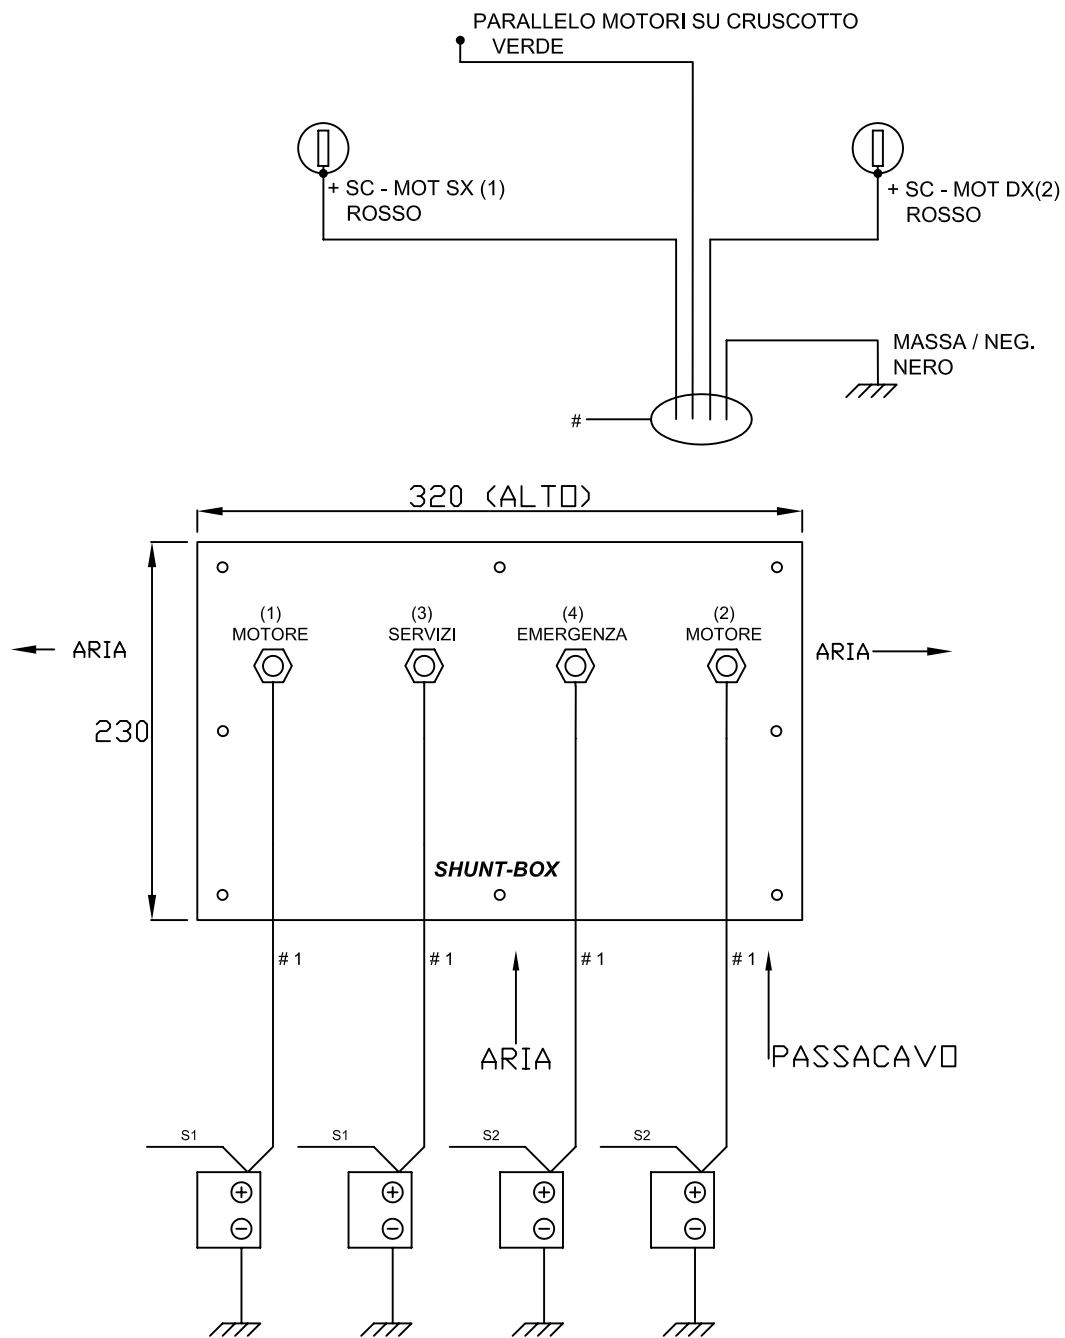 PARALLELO MOTORI SU CRUSCOTTO
VERDE
+ SC - MOT SX (1)
ROSSO
+ SC - MOT DX(2)
ROSSO
MASSA / NEG.
NERO
#
320 (ALTO)
(1)
MOTORE
(3)
SERVIZI
(4)
EMERGENZA
(2)
MOTORE
ARIA
ARIA
230
SHUNT-BOX
# 1
# 1
# 1
# 1
ARIA
PASSACAVO
S1
S1
S2
S2
+
+
+
+
−
−
−
−